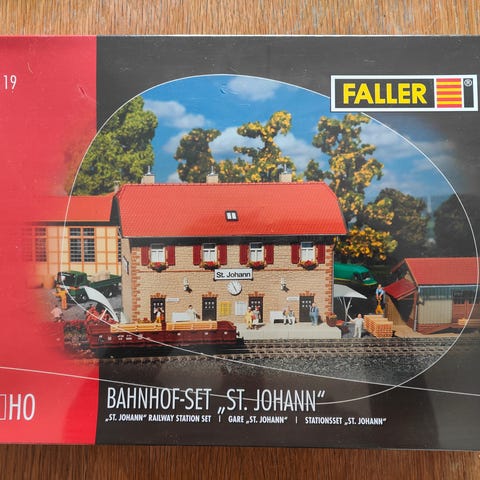 19
FALLER®
St. Johann
HO
BAHNHOF-SET „ST. JOHANN“
„ST. JOHANN“ RAILWAY STATION SET | GARE „ST. JOHANN“ | STATIONSSET „ST. JOHANN“